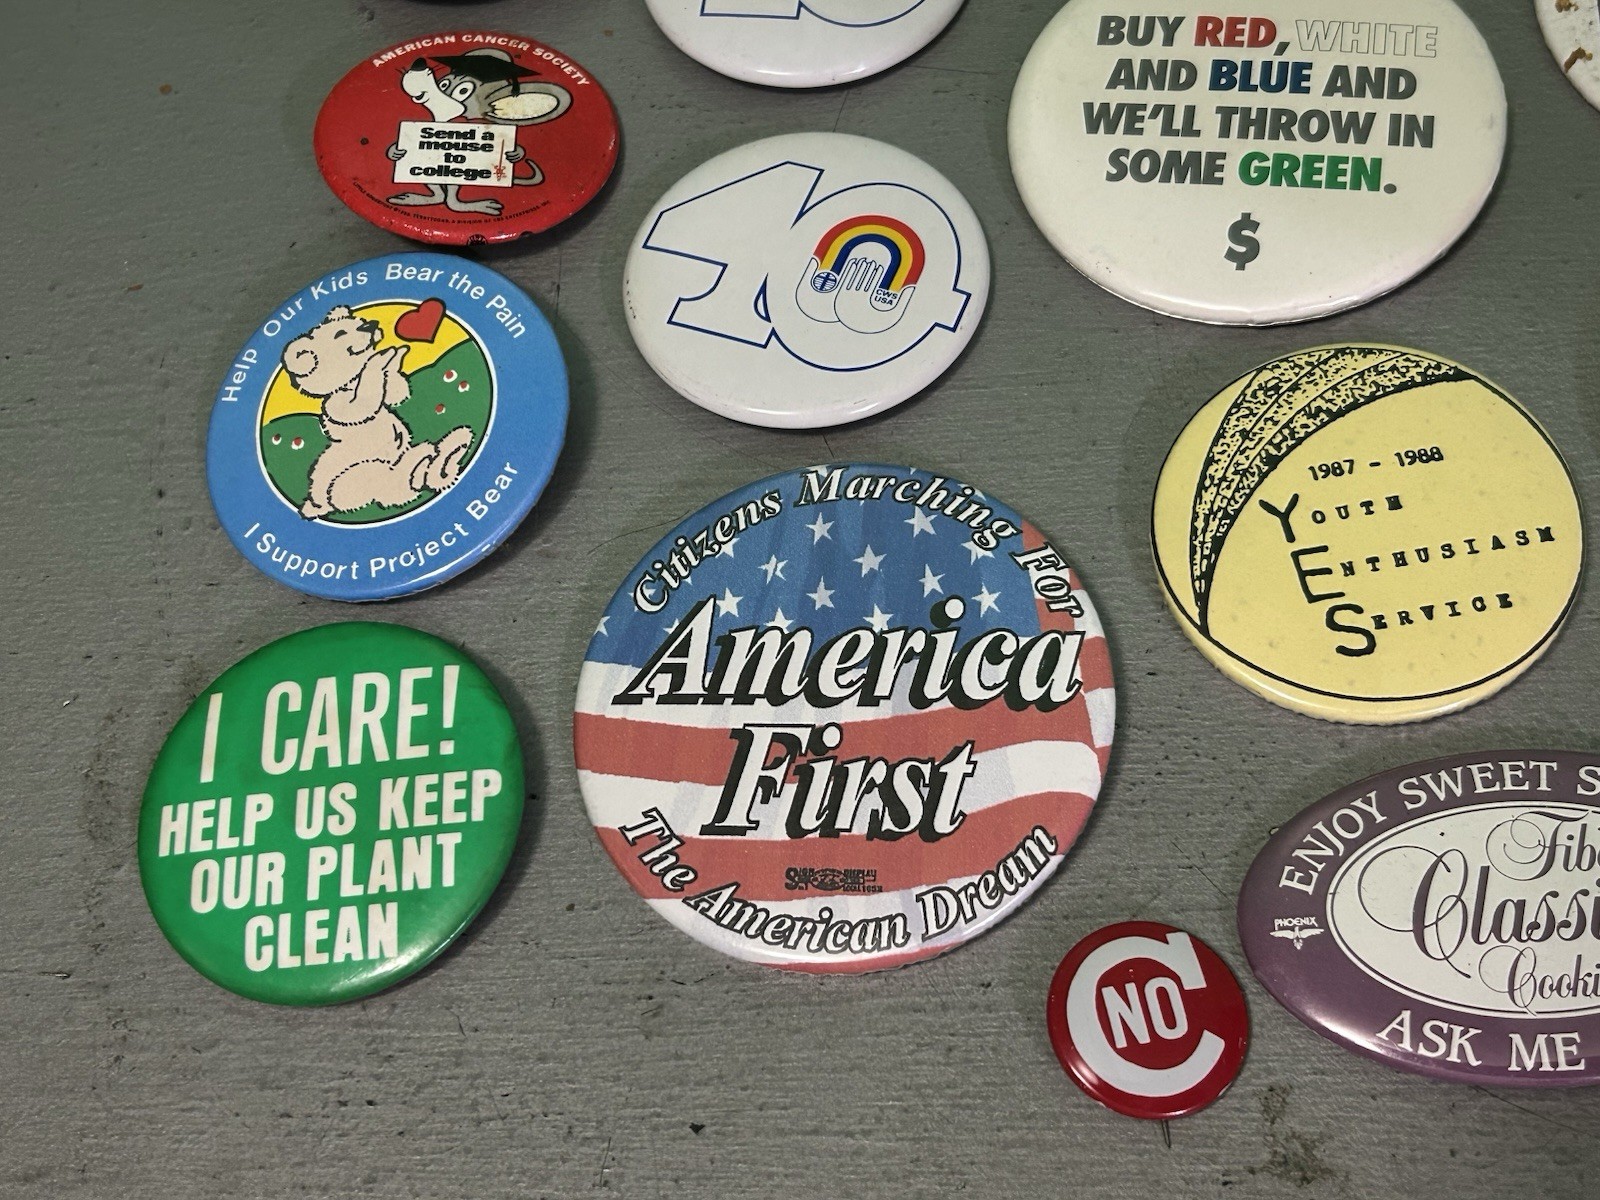 AMERICAN CANCER SOCIETY
Send a
mouse
to
college
10
CWS
USA
BUY RED, WHITE
AND BLUE AND
WE'LL THROW IN
SOME GREEN.
$
Help Our Kids Bear the Pain
I Support Project Bear
1987 - 1988
YOUTH
ENTHUSIASM
SERVICE
Citizens Marching For
America
First
The American Dream
I CARE!
HELP US KEEP
OUR PLANT
CLEAN
C
NO
ENJOY SWEET
PHOENIX
Classi
Cooki
ASK ME